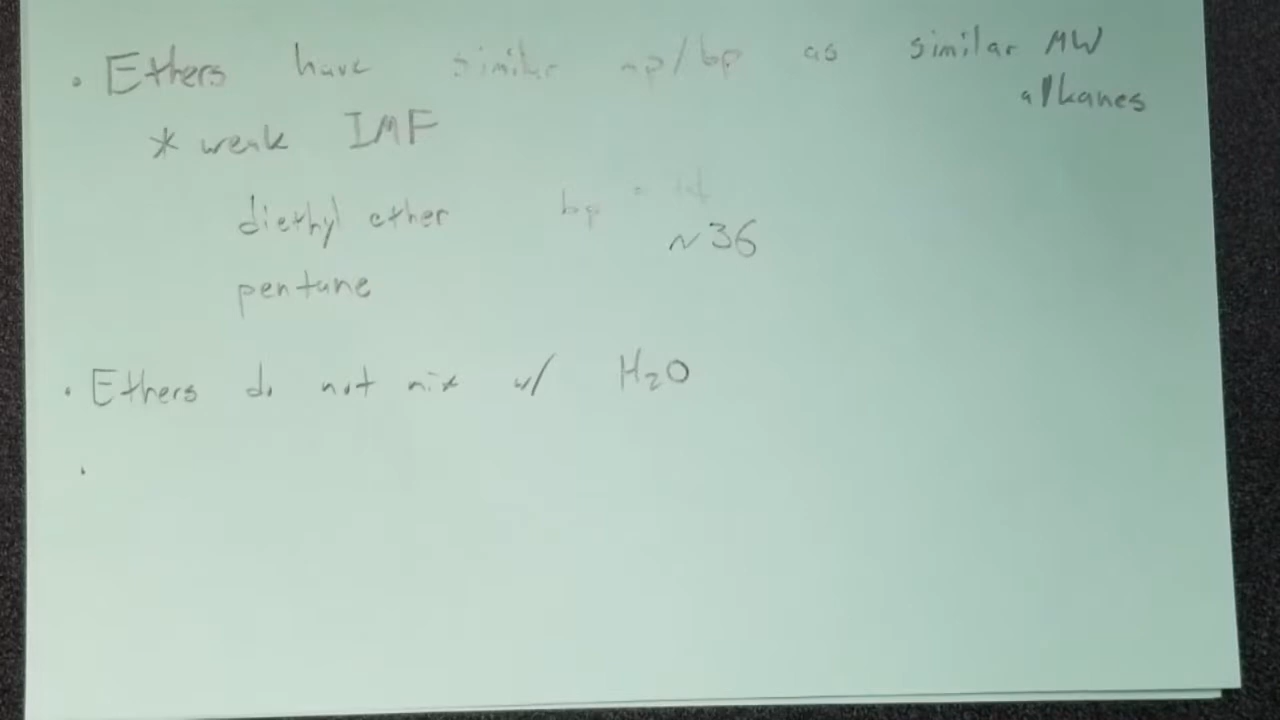 • Ethers have similar mp/bp as similar MW
alkanes
* weak IMF
diethyl ether bp
~36
pentane
• Ethers do not mix w/ H₂O
•